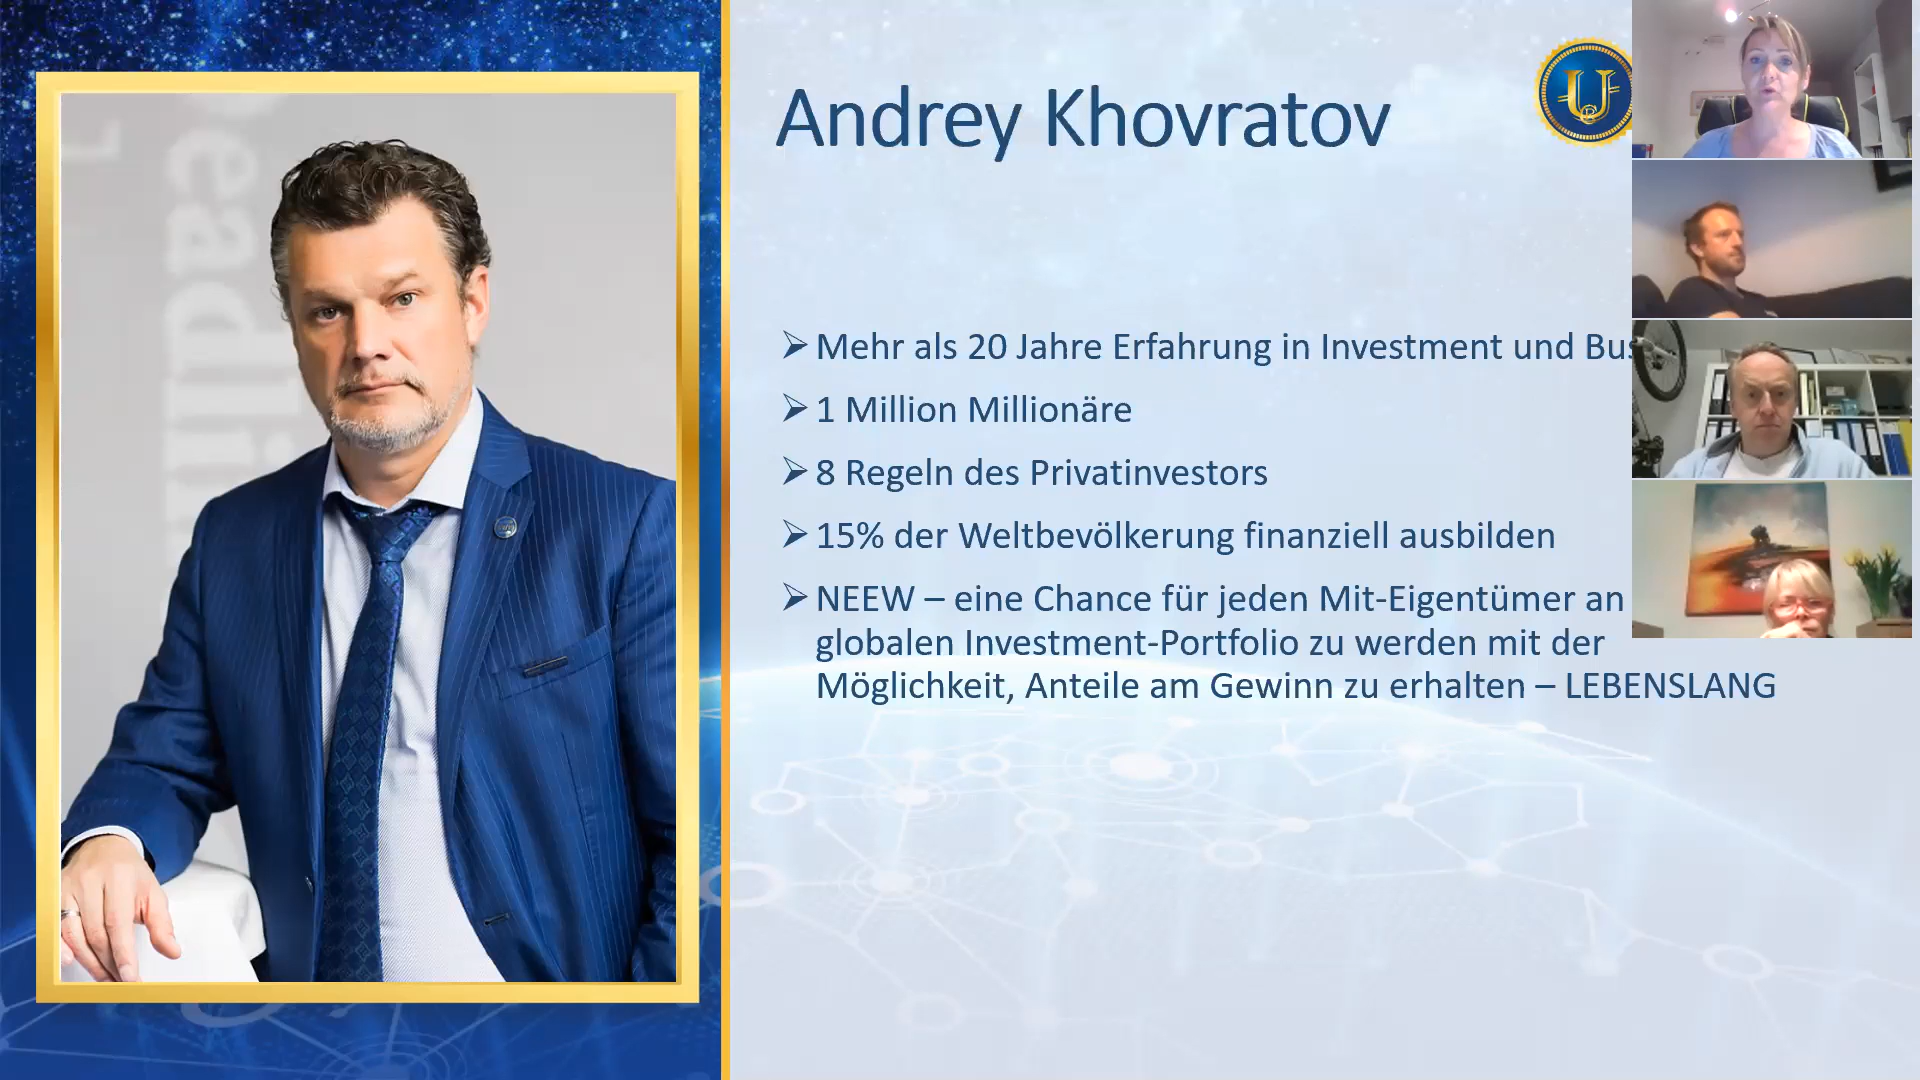 Andrey Khovratov
Mehr als 20 Jahre Erfahrung in Investment und Bus
1 Million Millionäre
8 Regeln des Privatinvestors
15% der Weltbevölkerung finanziell ausbilden
NEEW – eine Chance für jeden Mit-Eigentümer an
globalen Investment-Portfolio zu werden mit der
Möglichkeit, Anteile am Gewinn zu erhalten – LEBENSLANG